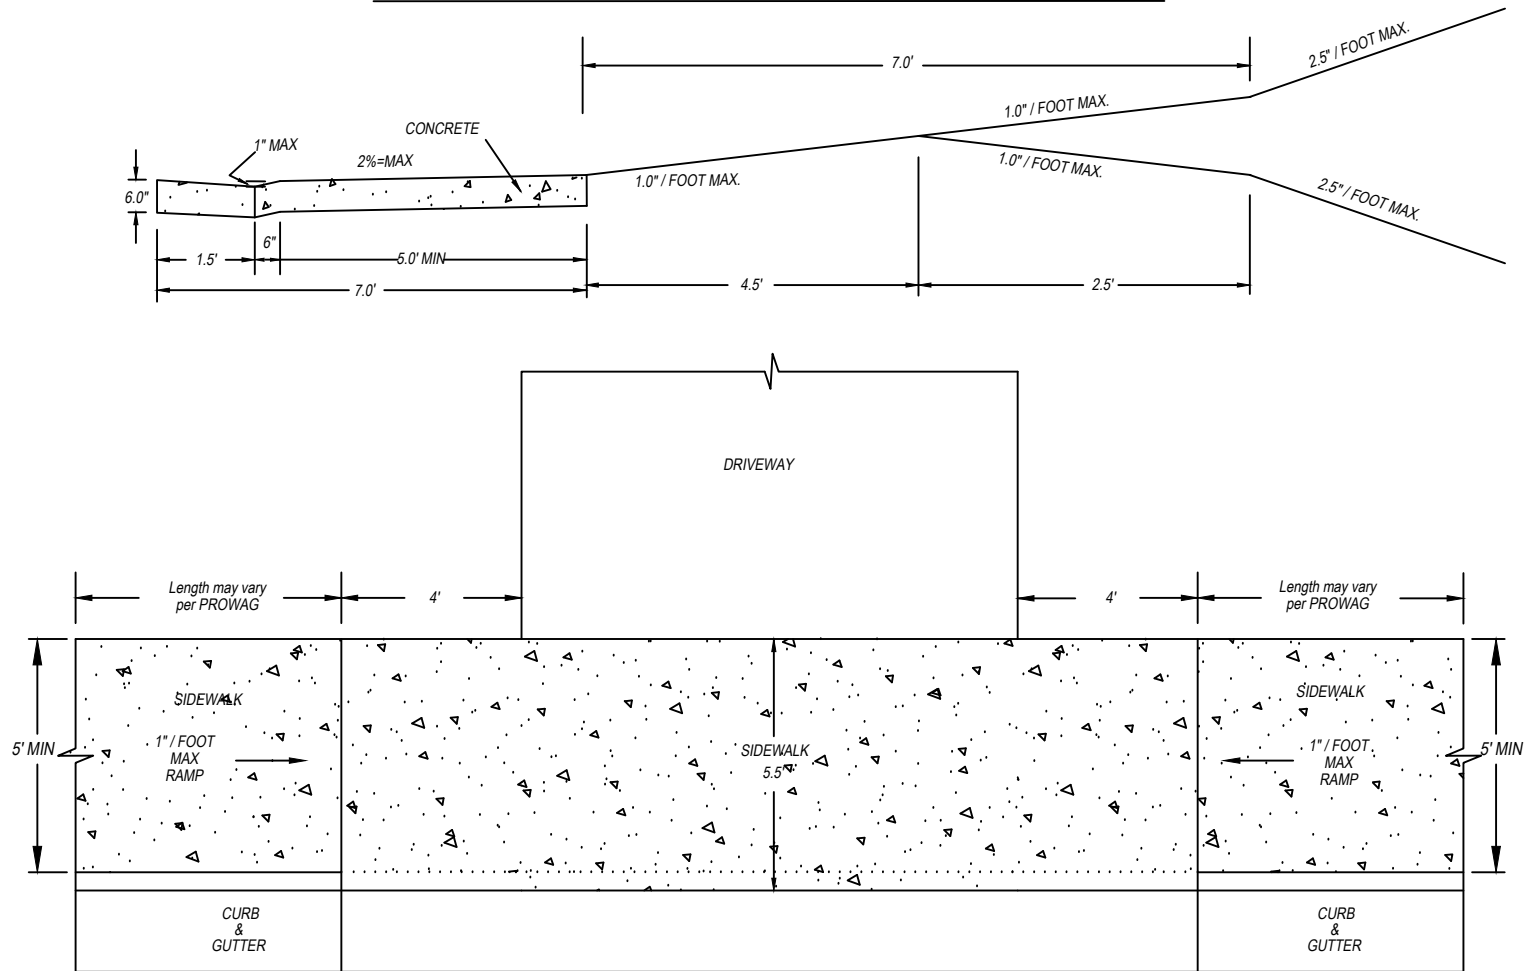 2.5" / FOOT MAX.
7.0'
1.0" / FOOT MAX.
CONCRETE
1" MAX
2%=MAX
1.0" / FOOT MAX.
1.0" / FOOT MAX.
6.0"
2.5" / FOOT MAX.
6"
1.5'
5.0' MIN
7.0'
4.5'
2.5'
DRIVEWAY
Length may vary
per PROWAG
4'
4'
Length may vary
per PROWAG
SIDEWALK
1" / FOOT
MAX
RAMP
5' MIN
SIDEWALK
5.5'
SIDEWALK
1" / FOOT
MAX
RAMP
5' MIN
CURB
&
GUTTER
CURB
&
GUTTER